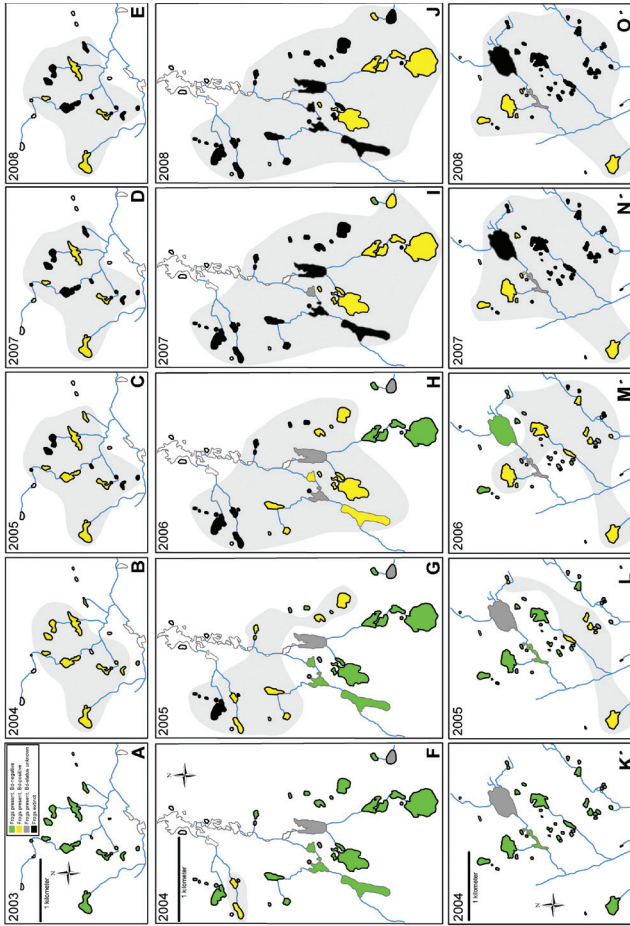 2003
Frogs present, Bd-negative
Frogs present, Bd-positive
Frogs present, Bd-status unknown
Frogs extinct
1 kilometer
N
A
2004
B
2005
C
2007
D
2008
E
2004
1 kilometer
N
F
2005
G
2006
H
2007
I
2008
J
2004
1 kilometer
N
K
2005
L
2006
M
2007
N
2008
O